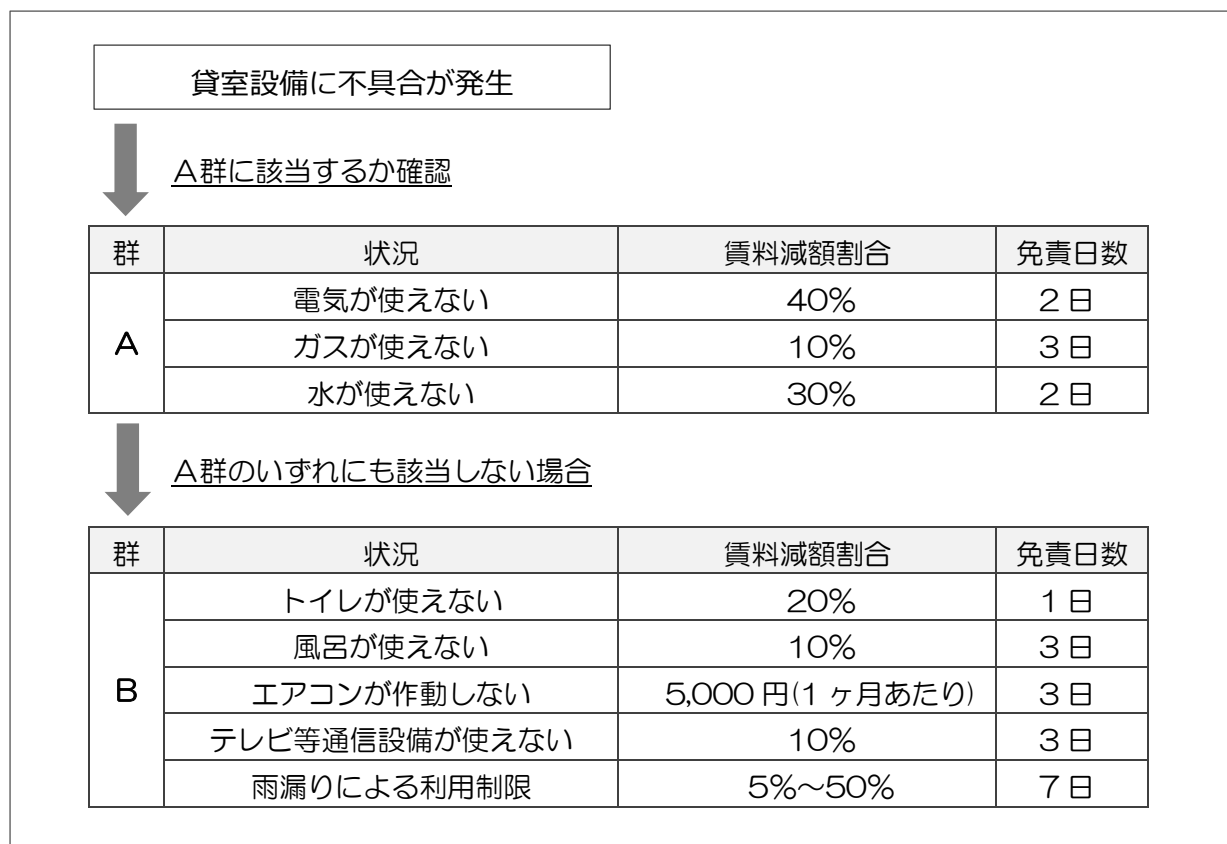 貸室設備に不具合が発生
A群に該当するか確認
群 状況 賃料減額割合 免責日数
A
電気が使えない 40% 2日
ガスが使えない 10% 3日
水が使えない 30% 2日
A群のいずれにも該当しない場合
群 状況 賃料減額割合 免責日数
B
トイレが使えない 20% 1日
風呂が使えない 10% 3日
エアコンが作動しない 5,000円(1ヶ月あたり) 3日
テレビ等通信設備が使えない 10% 3日
雨漏りによる利用制限 5%~50% 7日